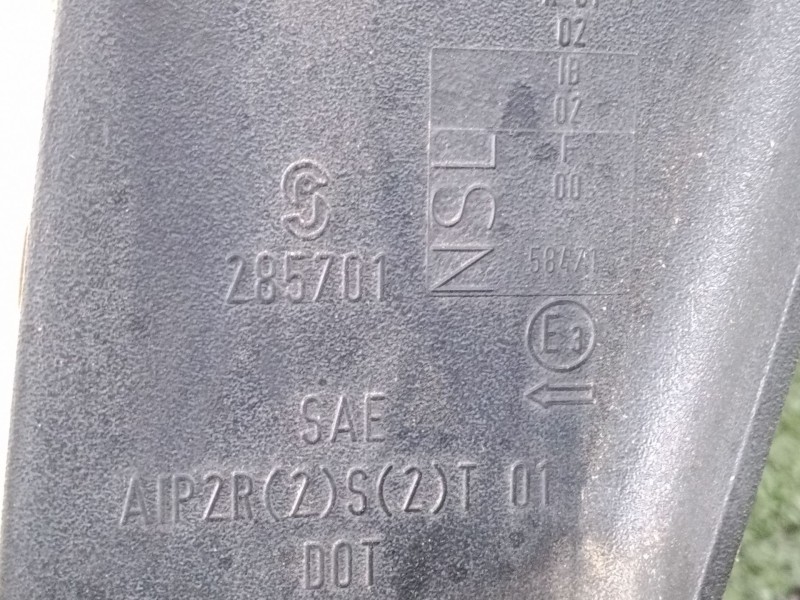 02
IB
02
F
00
NSL
58471
285701
E3
SAE
AIP2R(2)S(2)T 01
DOT